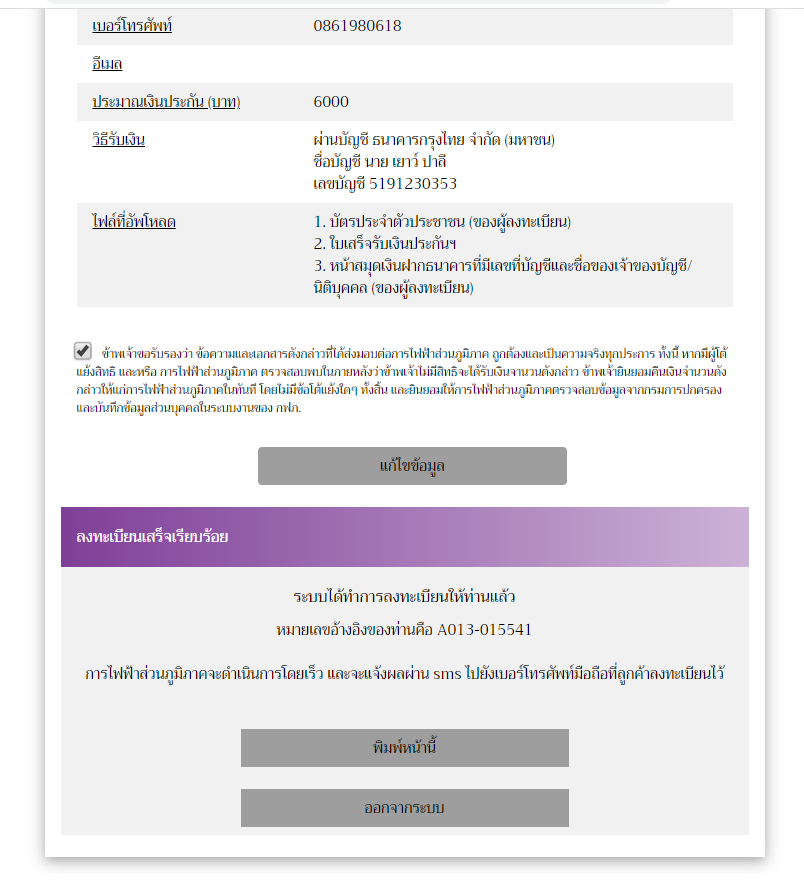 เบอร์โทรศัพท์ 0861980618
อีเมล
ประมาณเงินประกัน (บาท) 6000
วิธีรับเงิน ผ่านบัญชี ธนาคารกรุงไทย จำกัด (มหาชน)
ชื่อบัญชี นาย เยาว์ ปาลี
เลขบัญชี 5191230353
ไฟล์ที่อัพโหลด 1. บัตรประจำตัวประชาชน (ของผู้ลงทะเบียน)
2. ใบเสร็จรับเงินประกันฯ
3. หน้าสมุดเงินฝากธนาคารที่มีเลขที่บัญชีและชื่อของเจ้าของบัญชี/
นิติบุคคล (ของผู้ลงทะเบียน)
ข้าพเจ้าขอรับรองว่า ข้อความและเอกสารดังกล่าวที่ได้ส่งมอบต่อการไฟฟ้าส่วนภูมิภาค ถูกต้องและเป็นความจริงทุกประการ ทั้งนี้ หากมีผู้โต้
แย้งสิทธิ และหรือ การไฟฟ้าส่วนภูมิภาค ตรวจสอบพบในภายหลังว่าข้าพเจ้าไม่มีสิทธิจะได้รับเงินจำนวนดังกล่าว ข้าพเจ้ายินยอมคืนเงินจำนวนดัง
กล่าวให้แก่การไฟฟ้าส่วนภูมิภาคในทันที โดยไม่มีข้อโต้แย้งใดๆ ทั้งสิ้น และยินยอมให้การไฟฟ้าส่วนภูมิภาคตรวจสอบข้อมูลจากกรมการปกครอง
และบันทึกข้อมูลส่วนบุคคลในระบบงานของ กฟภ.
แก้ไขข้อมูล
ลงทะเบียนเสร็จเรียบร้อย
ระบบได้ทำการลงทะเบียนให้ท่านแล้ว
หมายเลขอ้างอิงของท่านคือ A013-015541
การไฟฟ้าส่วนภูมิภาคจะดำเนินการโดยเร็ว และจะแจ้งผลผ่าน sms ไปยังเบอร์โทรศัพท์มือถือที่ลูกค้าลงทะเบียนไว้
พิมพ์หน้านี้
ออกจากระบบ